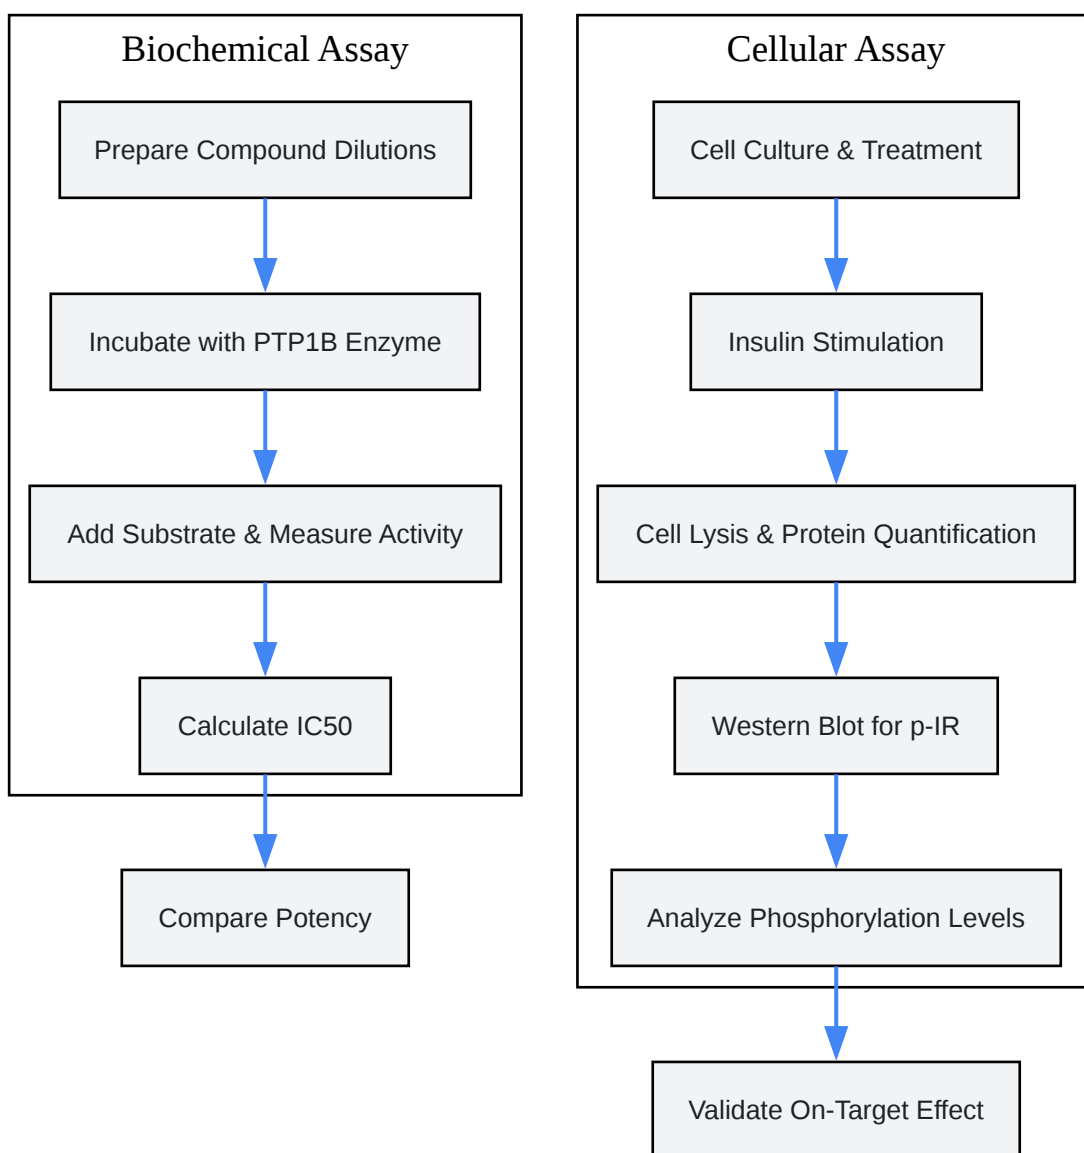 Biochemical Assay
Prepare Compound Dilutions
Incubate with PTP1B Enzyme
Add Substrate & Measure Activity
Calculate IC50
Compare Potency
Cellular Assay
Cell Culture & Treatment
Insulin Stimulation
Cell Lysis & Protein Quantification
Western Blot for p-IR
Analyze Phosphorylation Levels
Validate On-Target Effect